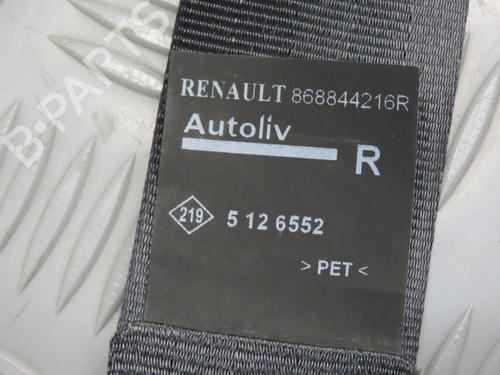 RENAULT 868844216R
Autoliv
R
219 5 12 6552
> PET <
B-PARTS